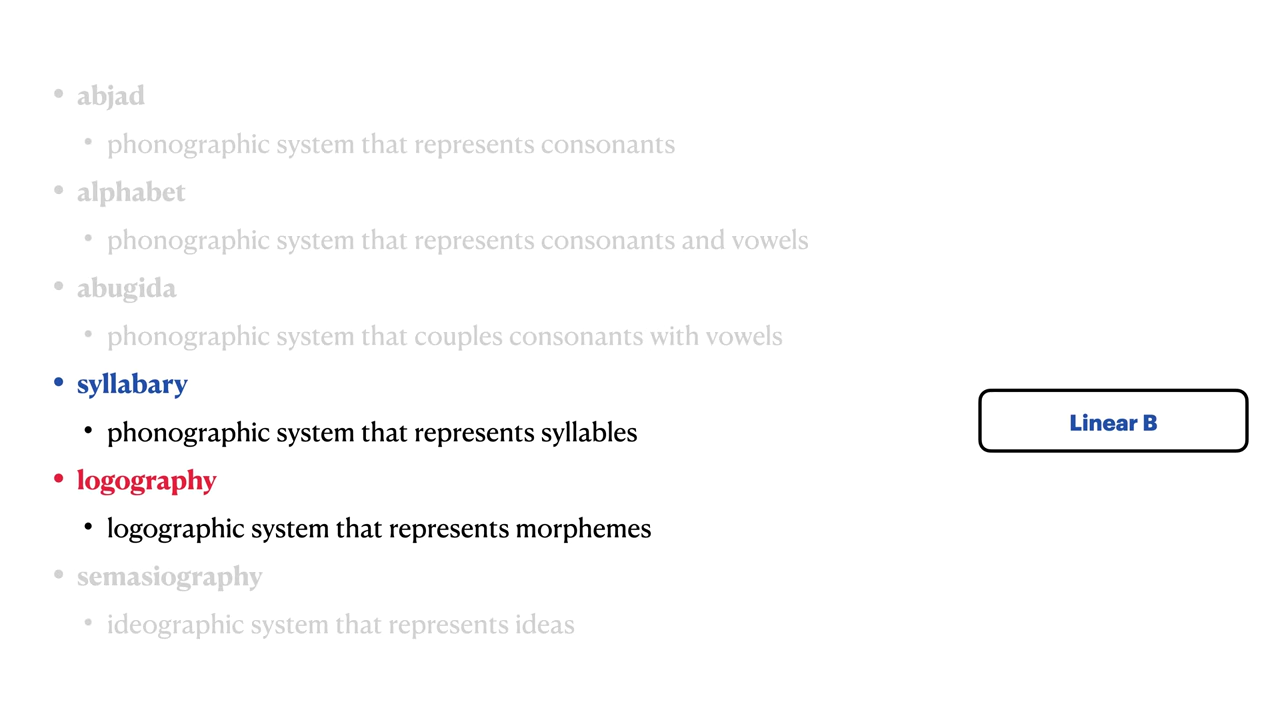 • abjad
• phonographic system that represents consonants
• alphabet
• phonographic system that represents consonants and vowels
• abugida
• phonographic system that couples consonants with vowels
• syllabary
• phonographic system that represents syllables
Linear B
• logography
• logographic system that represents morphemes
• semasiography
• ideographic system that represents ideas